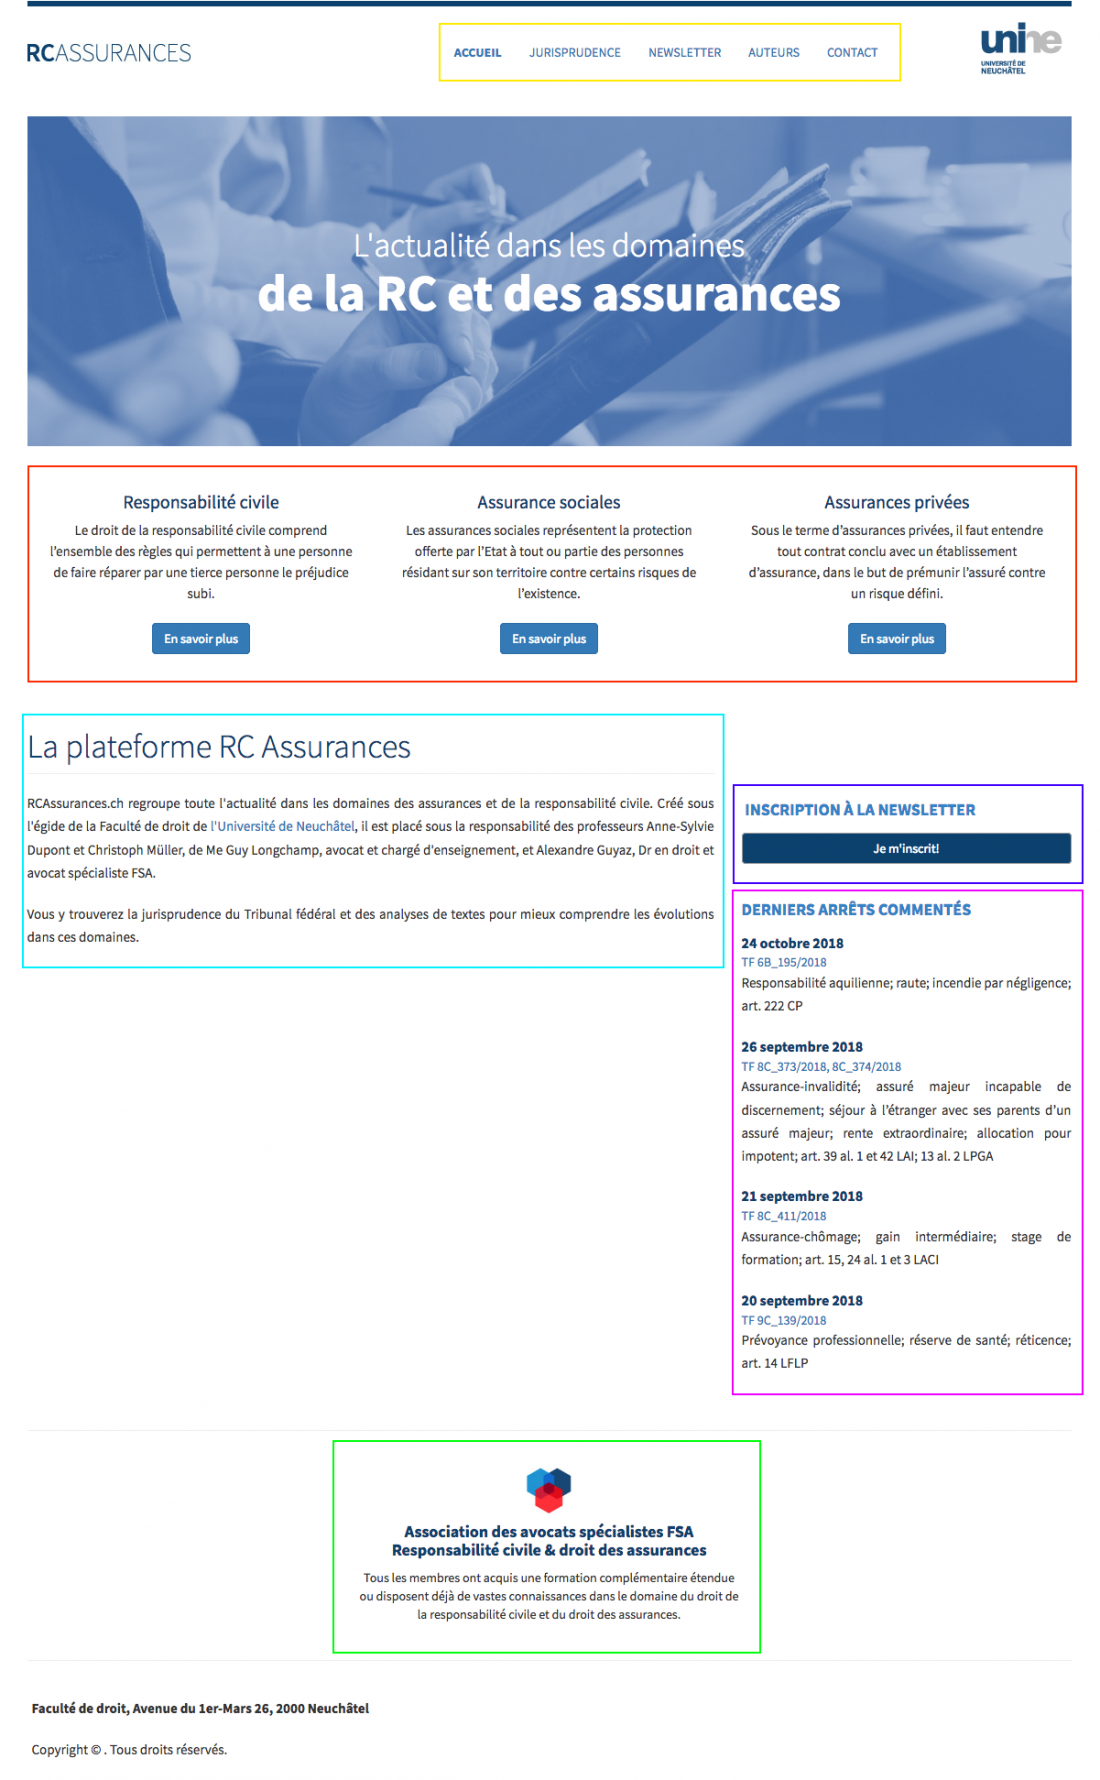 RCASSURANCES
ACCUEIL JURISPRUDENCE NEWSLETTER AUTEURS CONTACT
unine
UNIVERSITÉ DE
NEUCHÂTEL
L'actualité dans les domaines
de la RC et des assurances
Responsabilité civile
Le droit de la responsabilité civile comprend
l'ensemble des règles qui permettent à une personne
de faire réparer par une tierce personne le préjudice
subi.
En savoir plus
Assurance sociales
Les assurances sociales représentent la protection
offerte par l'Etat à tout ou partie des personnes
résidant sur son territoire contre certains risques de
l'existence.
En savoir plus
Assurances privées
Sous le terme d'assurances privées, il faut entendre
tout contrat conclu avec un établissement
d'assurance, dans le but de prémunir l'assuré contre
un risque défini.
En savoir plus
La plateforme RC Assurances
RCAssurances.ch regroupe toute l'actualité dans les domaines des assurances et de la responsabilité civile. Créé sous
l'égide de la Faculté de droit de l'Université de Neuchâtel, il est placé sous la responsabilité des professeurs Anne-Sylvie
Dupont et Christoph Müller, de Me Guy Longchamp, avocat et chargé d'enseignement, et Alexandre Guyaz, Dr en droit et
avocat spécialiste FSA.
Vous y trouverez la jurisprudence du Tribunal fédéral et des analyses de textes pour mieux comprendre les évolutions
dans ces domaines.
INSCRIPTION À LA NEWSLETTER
Je m'inscrit!
DERNIERS ARRÊTS COMMENTÉS
24 octobre 2018
TF 6B_195/2018
Responsabilité aquilienne; raute; incendie par négligence;
art. 222 CP
26 septembre 2018
TF 8C_373/2018, 8C_374/2018
Assurance-invalidité; assuré majeur incapable de
discernement; séjour à l'étranger avec ses parents d'un
assuré majeur; rente extraordinaire; allocation pour
impotent; art. 39 al. 1 et 42 LAI; 13 al. 2 LPGA
21 septembre 2018
TF 8C_411/2018
Assurance-chômage; gain intermédiaire; stage de
formation; art. 15, 24 al. 1 et 3 LACI
20 septembre 2018
TF 9C_139/2018
Prévoyance professionnelle; réserve de santé; réticence;
art. 14 LFLP
Association des avocats spécialistes FSA
Responsabilité civile & droit des assurances
Tous les membres ont acquis une formation complémentaire étendue
ou disposent déjà de vastes connaissances dans le domaine du droit de
la responsabilité civile et du droit des assurances.
Faculté de droit, Avenue du 1er-Mars 26, 2000 Neuchâtel
Copyright © . Tous droits réservés.